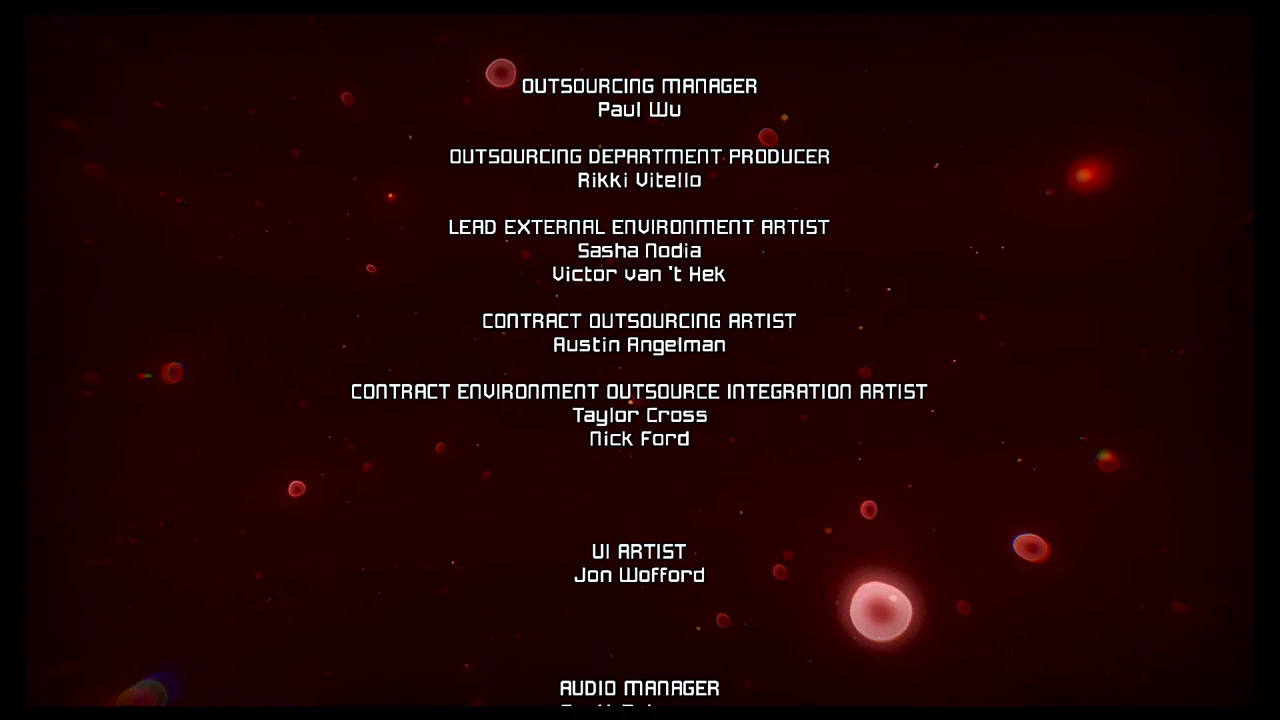 OUTSOURCING MANAGER
Paul Wu
OUTSOURCING DEPARTMENT PRODUCER
Rikki Vitello
LEAD EXTERNAL ENVIRONMENT ARTIST
Sasha Nodia
Victor van 't Hek
CONTRACT OUTSOURCING ARTIST
Austin Angelman
CONTRACT ENVIRONMENT OUTSOURCE INTEGRATION ARTIST
Taylor Cross
Nick Ford
UI ARTIST
Jon Wofford
AUDIO MANAGER